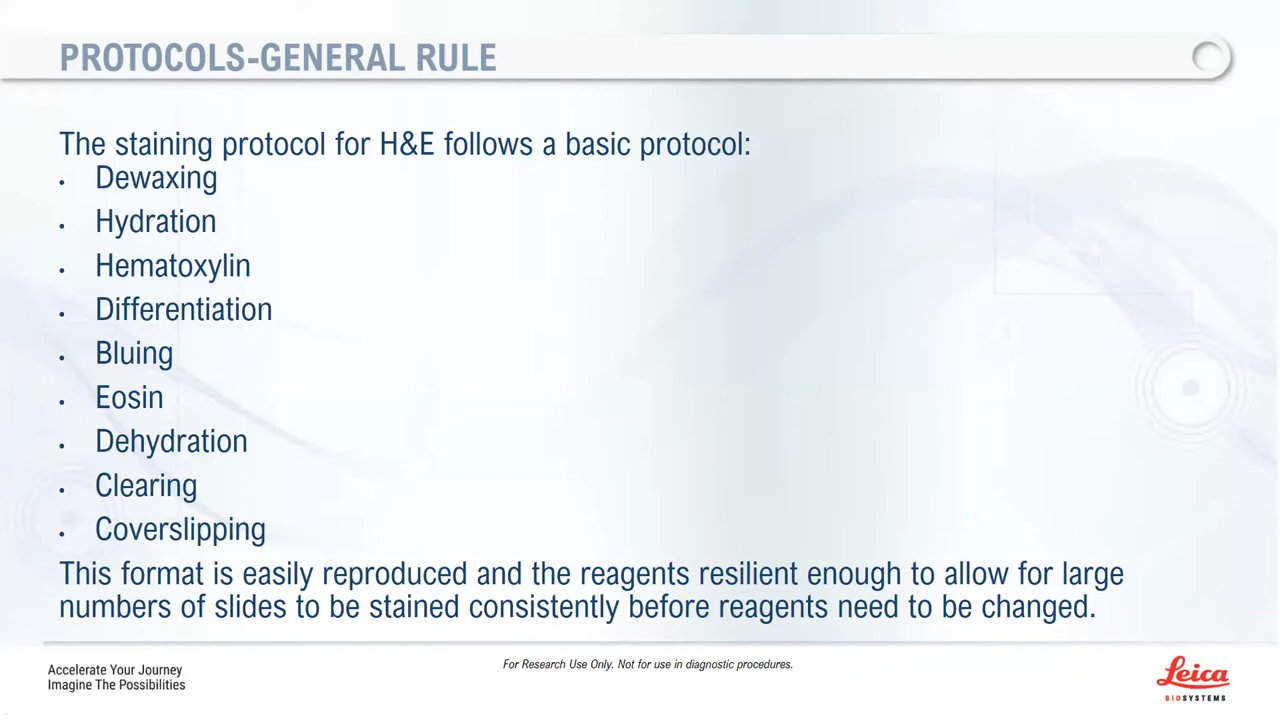 PROTOCOLS-GENERAL RULE
The staining protocol for H&E follows a basic protocol:
• Dewaxing
• Hydration
• Hematoxylin
• Differentiation
• Bluing
• Eosin
• Dehydration
• Clearing
• Coverslipping
This format is easily reproduced and the reagents resilient enough to allow for large
numbers of slides to be stained consistently before reagents need to be changed.
Accelerate Your Journey
Imagine The Possibilities
For Research Use Only. Not for use in diagnostic procedures.
Leica
BIOSYSTEMS